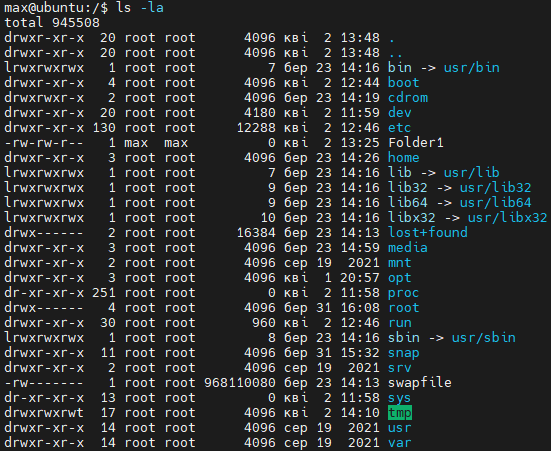 max@ubuntu:/$ ls -la
total 945508
drwxr-xr-x  20 root root      4096 кві  2 13:48 .
drwxr-xr-x  20 root root      4096 кві  2 13:48 ..
lrwxrwxrwx   1 root root         7 бер 23 14:16 bin -> usr/bin
drwxr-xr-x   4 root root      4096 кві  2 12:44 boot
drwxrwxr-x   2 root root      4096 бер 23 14:19 cdrom
drwxr-xr-x  20 root root      4180 кві  2 11:59 dev
drwxr-xr-x 130 root root     12288 кві  2 12:46 etc
-rw-rw-r--   1 max  max          0 кві  2 13:25 Folder1
drwxr-xr-x   3 root root      4096 бер 23 14:26 home
lrwxrwxrwx   1 root root         7 бер 23 14:16 lib -> usr/lib
lrwxrwxrwx   1 root root         9 бер 23 14:16 lib32 -> usr/lib32
lrwxrwxrwx   1 root root         9 бер 23 14:16 lib64 -> usr/lib64
lrwxrwxrwx   1 root root        10 бер 23 14:16 libx32 -> usr/libx32
drwx------   2 root root     16384 бер 23 14:13 lost+found
drwxr-xr-x   3 root root      4096 бер 23 14:59 media
drwxr-xr-x   2 root root      4096 сер 19  2021 mnt
drwxr-xr-x   3 root root      4096 кві  1 20:57 opt
dr-xr-xr-x 251 root root         0 кві  2 11:58 proc
drwx------   4 root root      4096 бер 31 16:08 root
drwxr-xr-x  30 root root       960 кві  2 12:46 run
lrwxrwxrwx   1 root root         8 бер 23 14:16 sbin -> usr/sbin
drwxr-xr-x  11 root root      4096 бер 31 15:32 snap
drwxr-xr-x   2 root root      4096 сер 19  2021 srv
-rw-------   1 root root 968110080 бер 23 14:13 swapfile
dr-xr-xr-x  13 root root         0 кві  2 11:58 sys
drwxrwxrwt  17 root root      4096 кві  2 14:10 tmp
drwxr-xr-x  14 root root      4096 сер 19  2021 usr
drwxr-xr-x  14 root root      4096 сер 19  2021 var